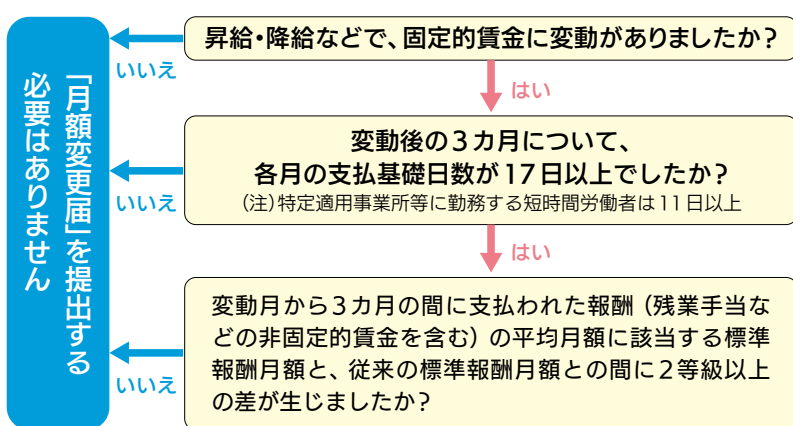 昇給・降給などで、固定的賃金に変動がありましたか？
いいえ
はい
変動後の３カ月について、
各月の支払基礎日数が17日以上でしたか？
（注）特定適用事業所等に勤務する短時間労働者は11日以上
いいえ
はい
変動月から３カ月の間に支払われた報酬（残業手当な
どの非固定的賃金を含む）の平均月額に該当する標準
報酬月額と、従来の標準報酬月額との間に２等級以上
の差が生じましたか？
いいえ
「月額変更届」を提出する
必要はありません